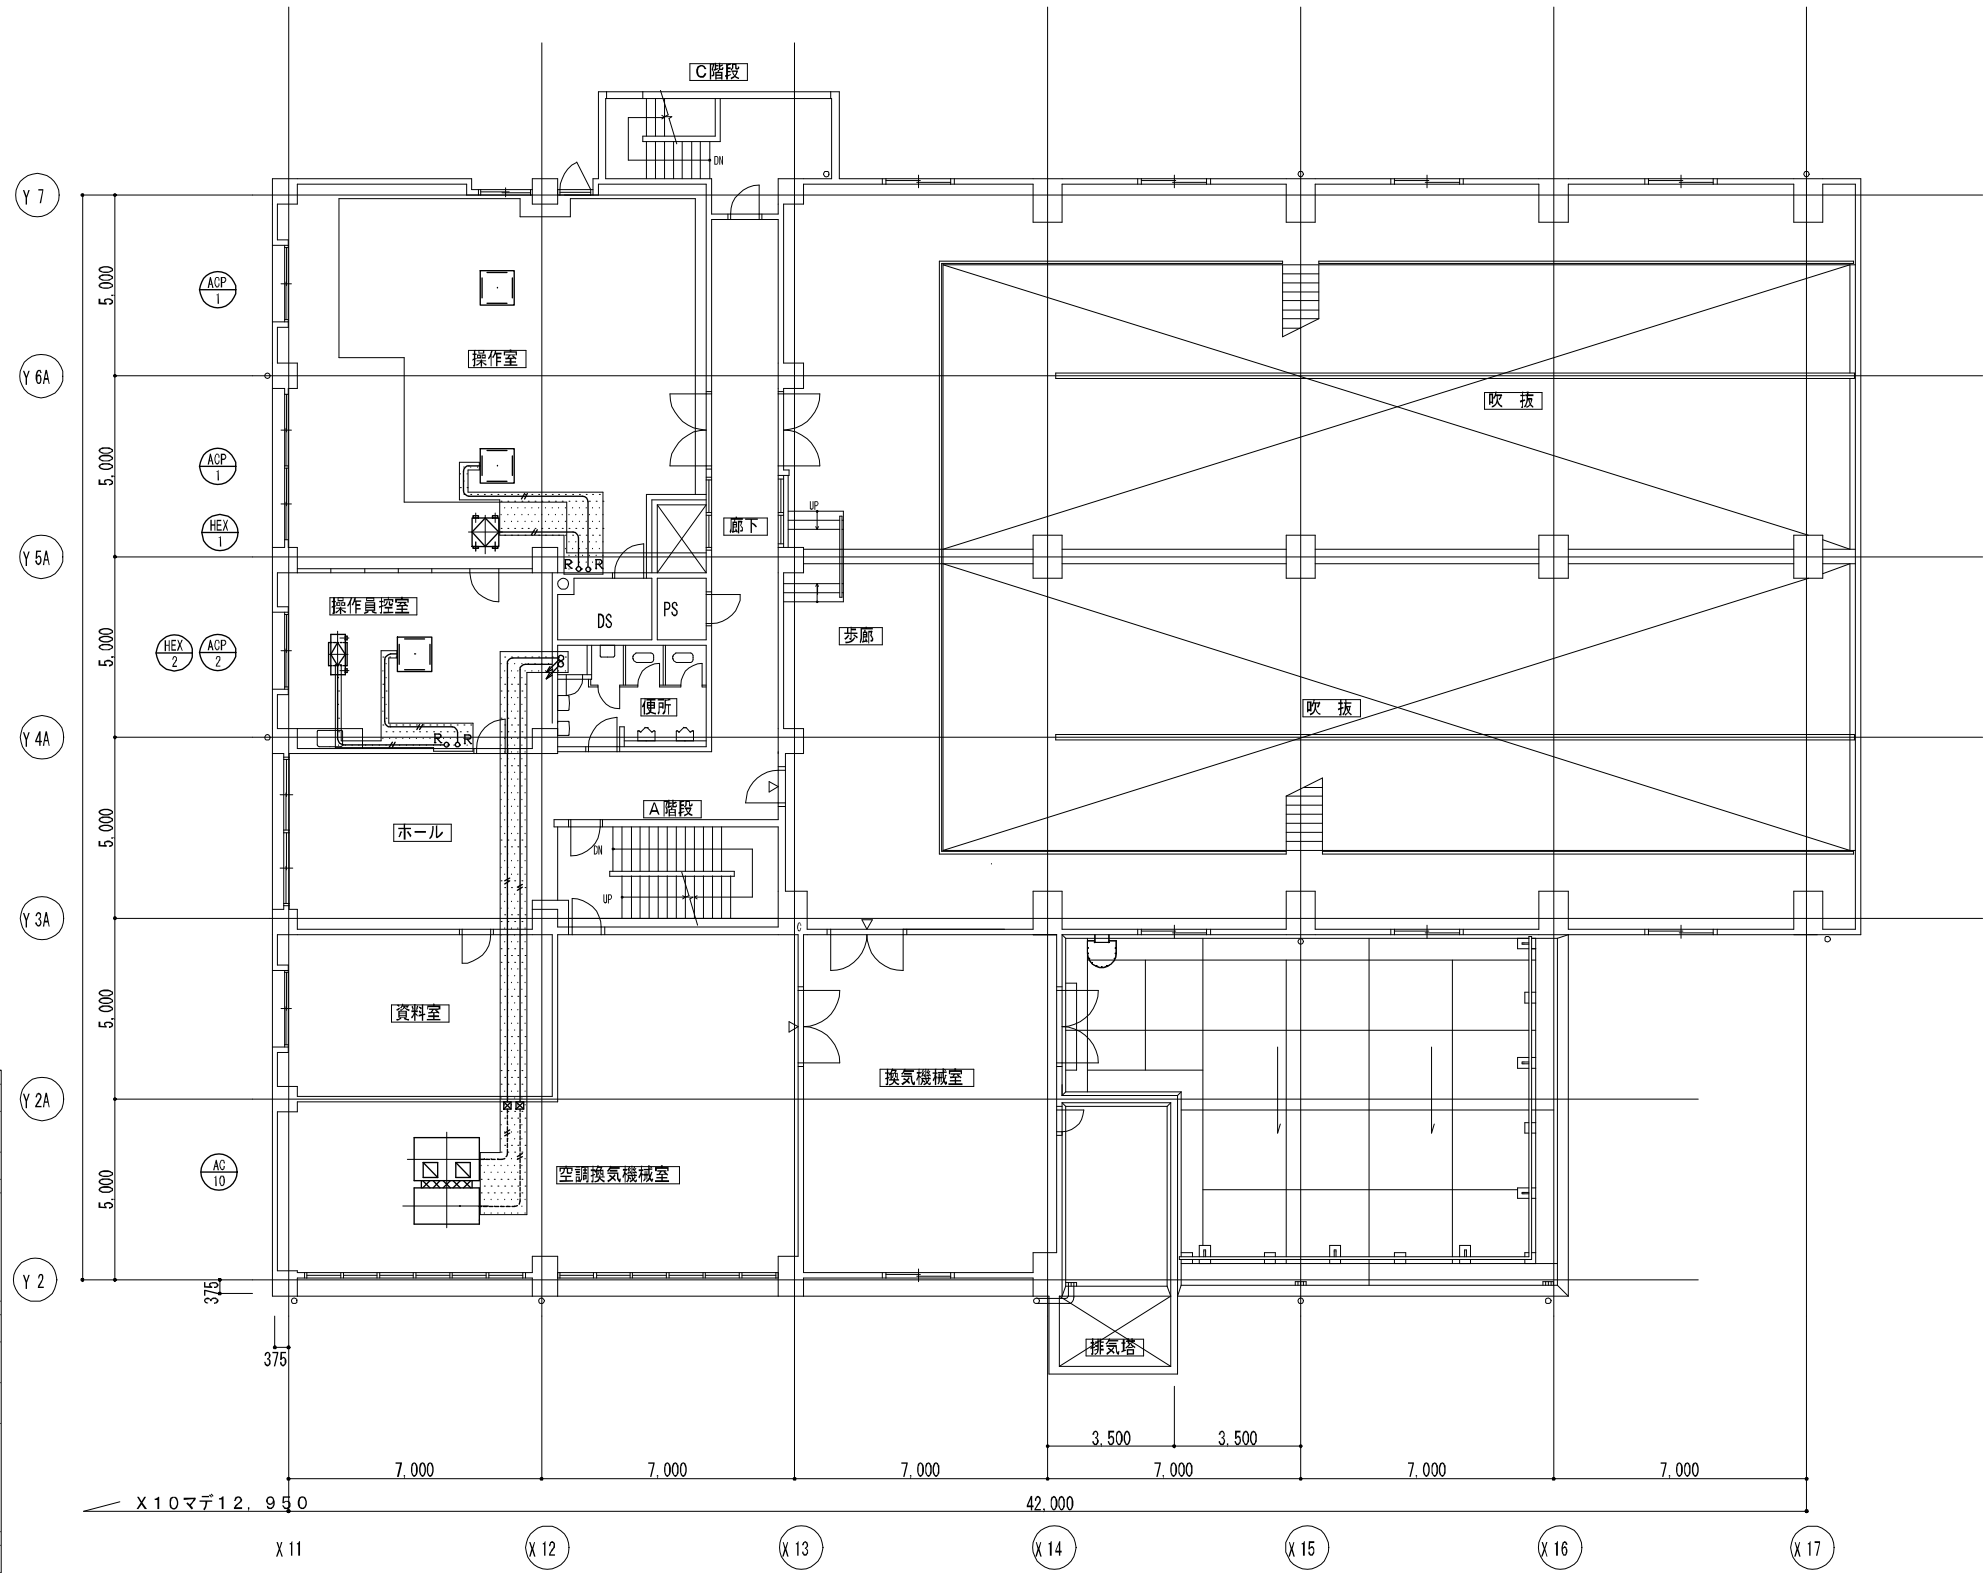 C階段
DN
Y 7
5,000
ACP
1
操作室
Y 6A
吹 抜
5,000
ACP
1
HEX
1
廊下
UP
Y 5A
R
R
操作員控室
DS
PS
歩廊
5,000
HEX
2
ACP
2
便所
吹 抜
Y 4A
R
R
A階段
5,000
ホール
DN
UP
Y 3A
C
資料室
5,000
換気機械室
Y 2A
AC
10
5,000
空調換気機械室
Y 2
375
375
排気塔
3,500
3,500
7,000
7,000
7,000
7,000
7,000
7,000
X10マデ12,950
42,000
X 11
X 12
X 13
X 14
X 15
X 16
X 17